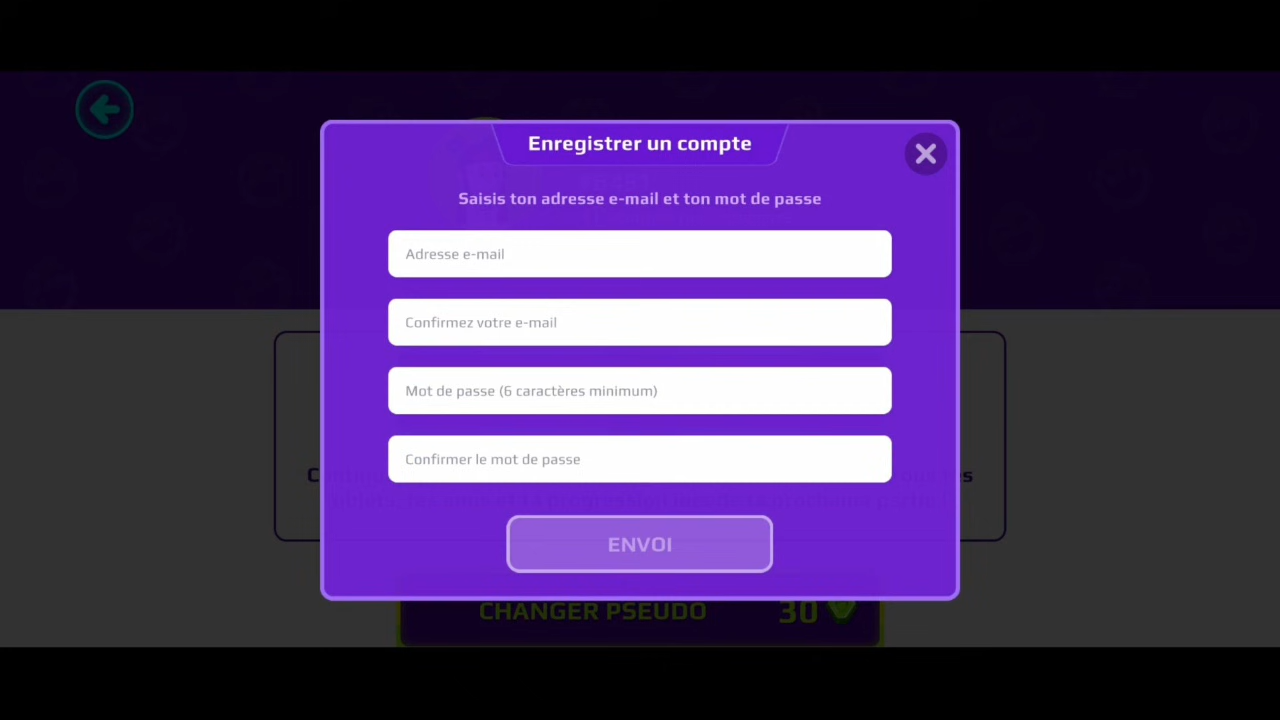 Enregistrer un compte
Saisis ton adresse e-mail et ton mot de passe
Adresse e-mail
Confirmez votre e-mail
Mot de passe (6 caractères minimum)
Confirmer le mot de passe
ENVOI
CHANGER PSEUDO 30